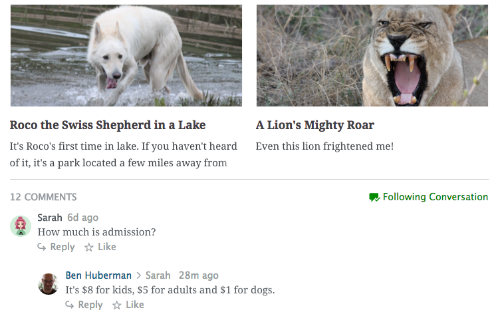 Roco the Swiss Shepherd in a Lake
It's Roco's first time in lake. If you haven't heard
of it, it's a park located a few miles away from
A Lion's Mighty Roar
Even this lion frightened me!
12 COMMENTS
Following Conversation
Sarah 6d ago
How much is admission?
Reply Like
Ben Huberman > Sarah 28m ago
It's $8 for kids, $5 for adults and $1 for dogs.
Reply Like